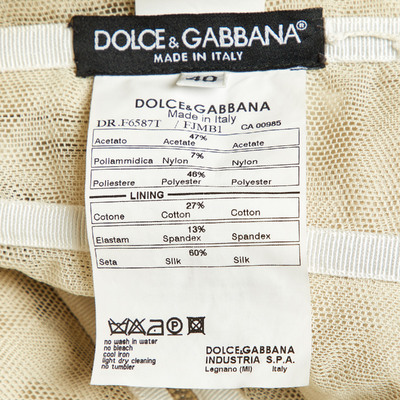 DOLCE & GABBANA®
MADE IN ITALY
40
DOLCE & GABBANA
Made in Italy
DR.F6587T / FJMB1 CA 00985
47%
Acetato Acetate Acetate
7%
Poliammidica Nylon Nylon
46%
Poliestere Polyester Polyester
LINING
27%
Cotone Cotton Cotton
13%
Elastam Spandex Spandex
60%
Seta Silk Silk
no wash in water
no bleach
cool iron
light dry cleaning
no tumbler
DOLCE & GABBANA
INDUSTRIA S.P.A.
Legnano (MI) Italy